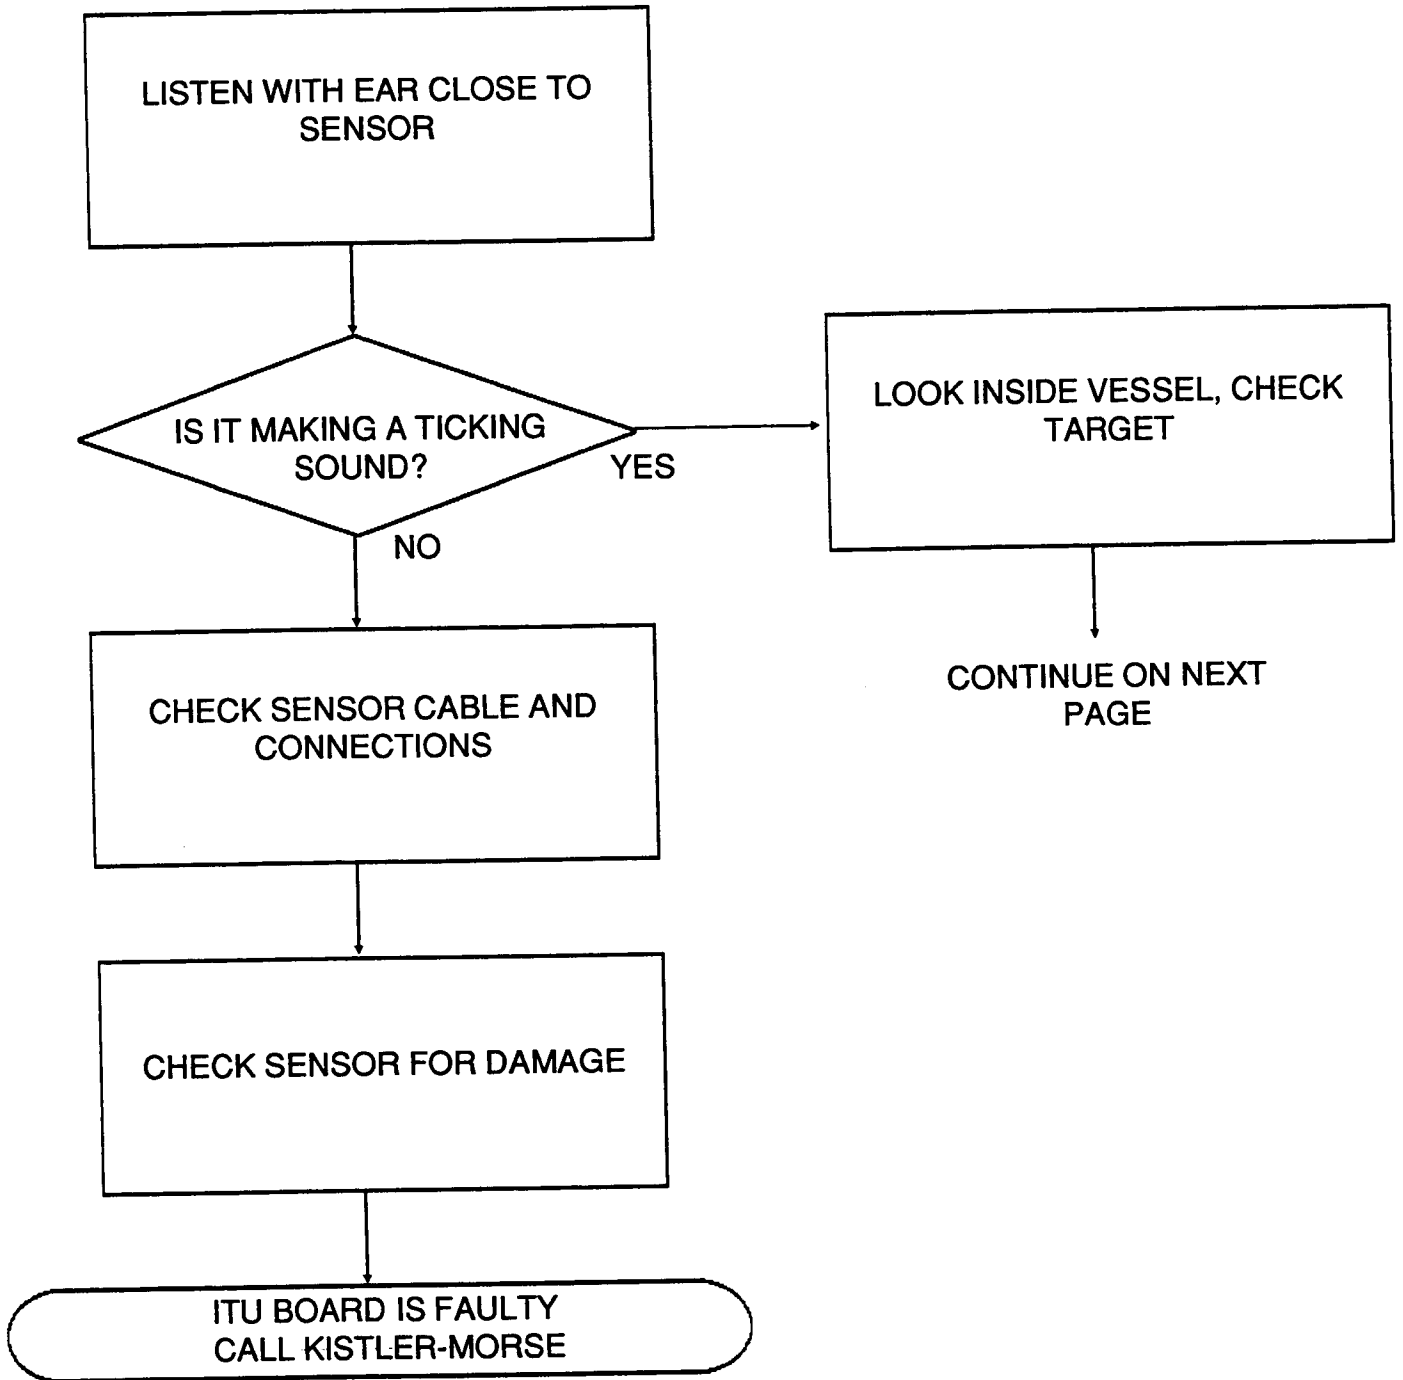 LISTEN WITH EAR CLOSE TO
SENSOR
IS IT MAKING A TICKING
SOUND?
YES
LOOK INSIDE VESSEL, CHECK
TARGET
NO
CONTINUE ON NEXT
PAGE
CHECK SENSOR CABLE AND
CONNECTIONS
CHECK SENSOR FOR DAMAGE
ITU BOARD IS FAULTY
CALL KISTLER-MORSE